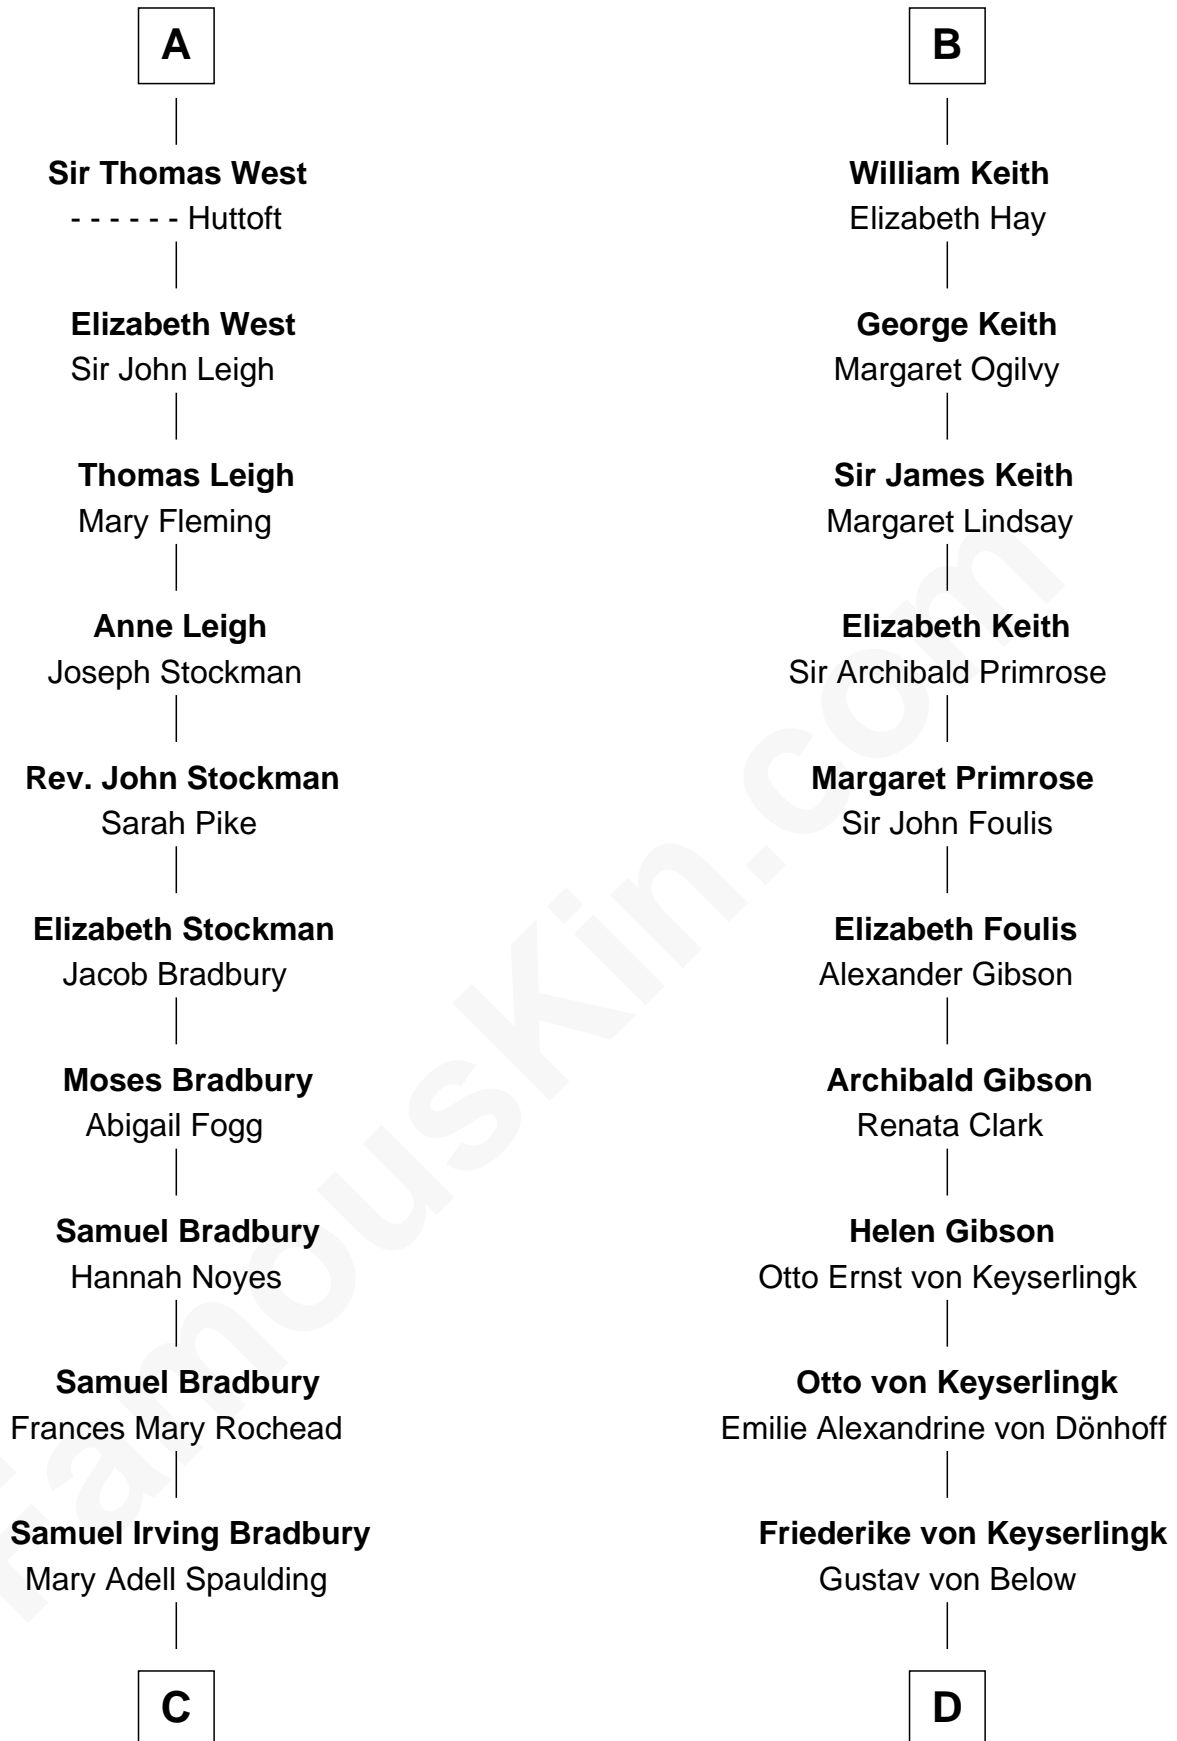 A
Sir Thomas West
- - - - - - Huttoft
Elizabeth West
Sir John Leigh
Thomas Leigh
Mary Fleming
Anne Leigh
Joseph Stockman
Rev. John Stockman
Sarah Pike
Elizabeth Stockman
Jacob Bradbury
Moses Bradbury
Abigail Fogg
Samuel Bradbury
Hannah Noyes
Samuel Bradbury
Frances Mary Rochead
Samuel Irving Bradbury
Mary Adell Spaulding
C
B
William Keith
Elizabeth Hay
George Keith
Margaret Ogilvy
Sir James Keith
Margaret Lindsay
Elizabeth Keith
Sir Archibald Primrose
Margaret Primrose
Sir John Foulis
Elizabeth Foulis
Alexander Gibson
Archibald Gibson
Renata Clark
Helen Gibson
Otto Ernst von Keyserlingk
Otto von Keyserlingk
Emilie Alexandrine von Dönhoff
Friederike von Keyserlingk
Gustav von Below
D
FamousKin.com